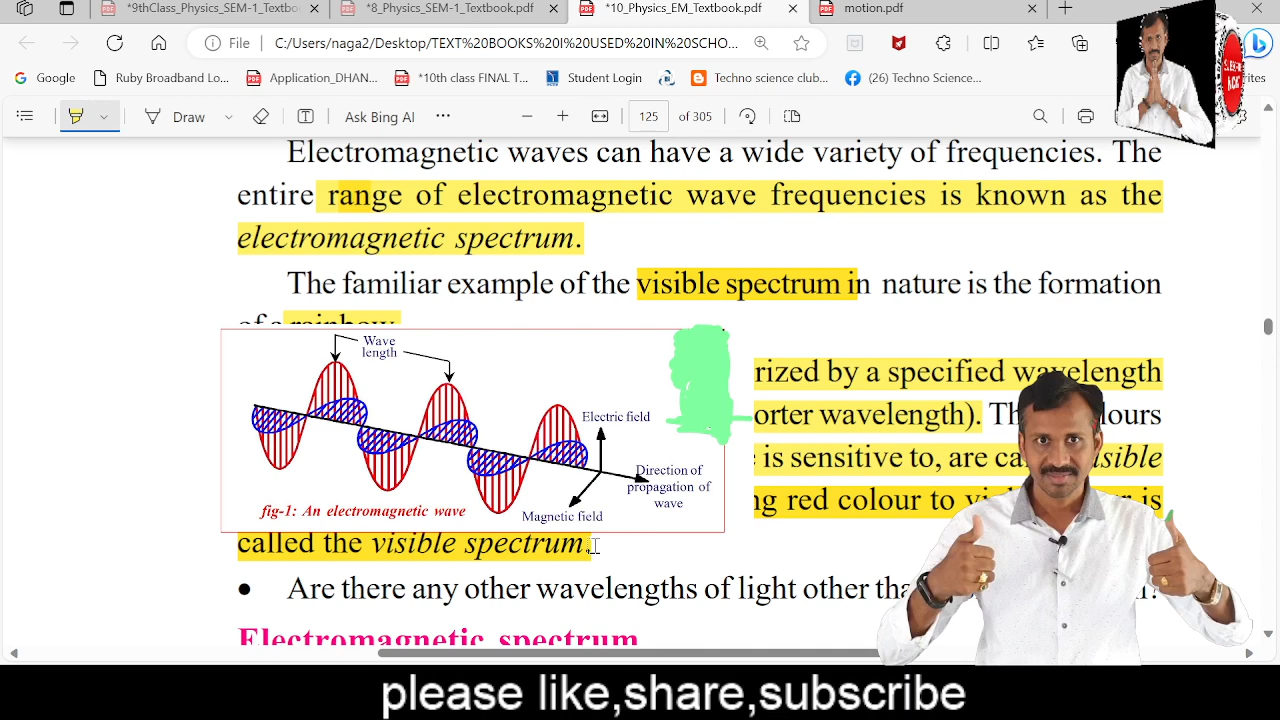 *9thClass_Physics_SEM-1_Textbo
*8_Physics_SEM-1_Textbook.pdf
*10_Physics_EM_Textbook.pdf
motion.pdf
File
C:/Users/naga2/Desktop/TEXT%20BOOKS%20I%20USED%20IN%20SCHO...
Google
Ruby Broadband Lo...
Application_DHAN...
*10th class FINAL T...
Student Login
Techno science club...
(26) Techno Science...
Draw
Ask Bing AI
125
of 305
Electromagnetic waves can have a wide variety of frequencies. The
entire range of electromagnetic wave frequencies is known as the
electromagnetic spectrum.
The familiar example of the visible spectrum in nature is the formation
of a rainbow
rized by a specified wavelength
orter wavelength).
is sensitive to, are
ng red colour to
is
called the visible spectrum.
Wave
length
Electric field
Direction of
propagation of
wave
Magnetic field
fig-1: An electromagnetic wave
• Are there any other wavelengths of light other
Electromagnetic spectrum
please like,share,subscribe